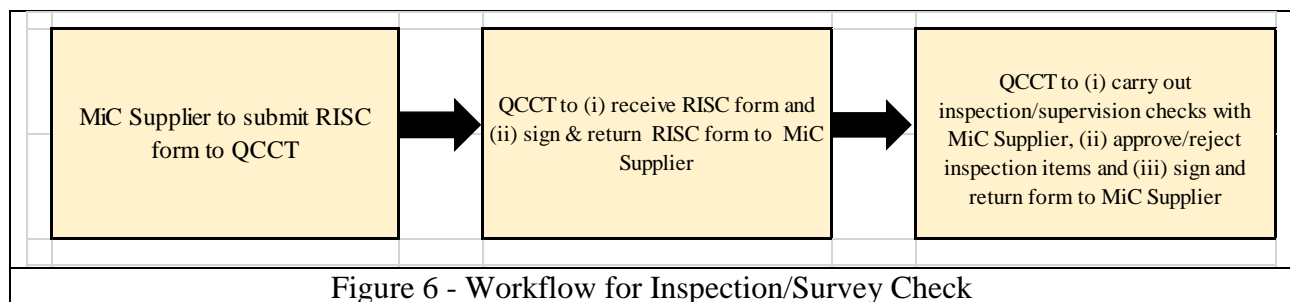 MiC Supplier to submit RISC
form to QCCT
QCCT to (i) receive RISC form and
(ii) sign & return RISC form to MiC
Supplier
QCCT to (i) carry out
inspection/supervision checks with
MiC Supplier, (ii) approve/reject
inspection items and (iii) sign and
return form to MiC Supplier
Figure 6 - Workflow for Inspection/Survey Check